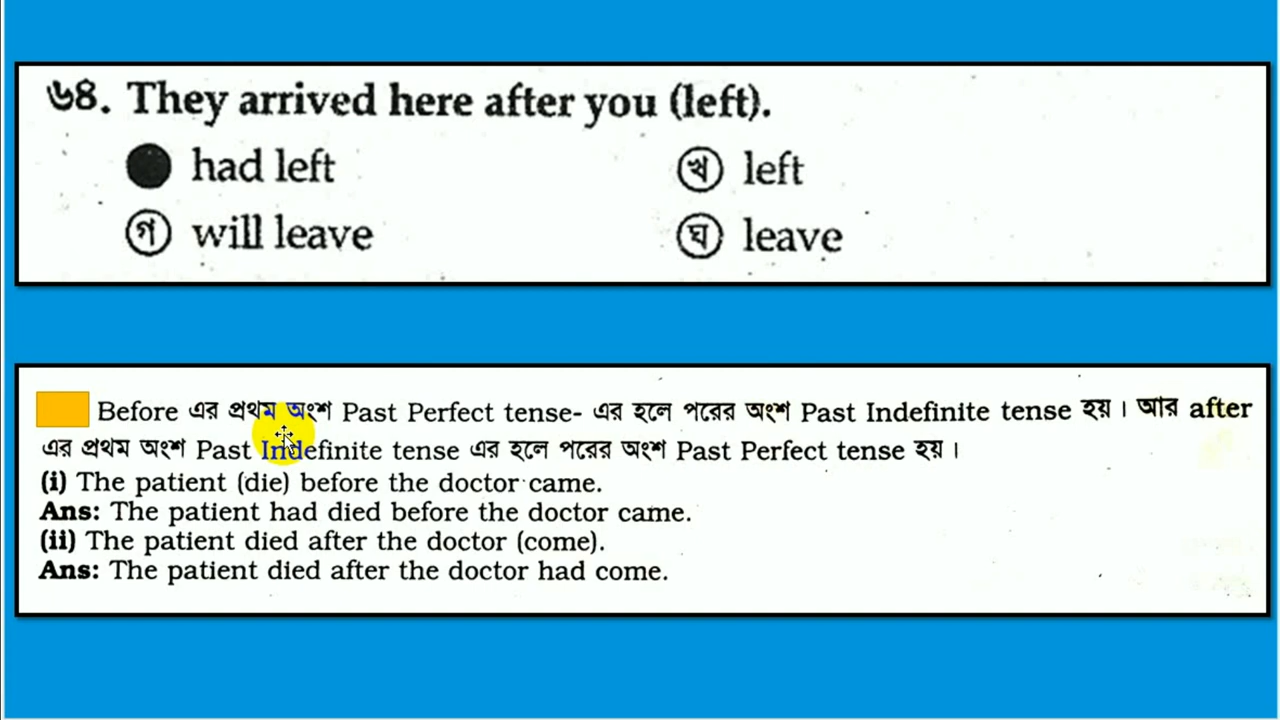 ৬৪. They arrived here after you (left).
had left
খ left
গ will leave
ঘ leave
Before এর প্রথম অংশ Past Perfect tense- এর হলে পরের অংশ Past Indefinite tense হয়। আর after
এর প্রথম অংশ Past Indefinite tense এর হলে পরের অংশ Past Perfect tense হয়।
(i) The patient (die) before the doctor came.
Ans: The patient had died before the doctor came.
(ii) The patient died after the doctor (come).
Ans: The patient died after the doctor had come.